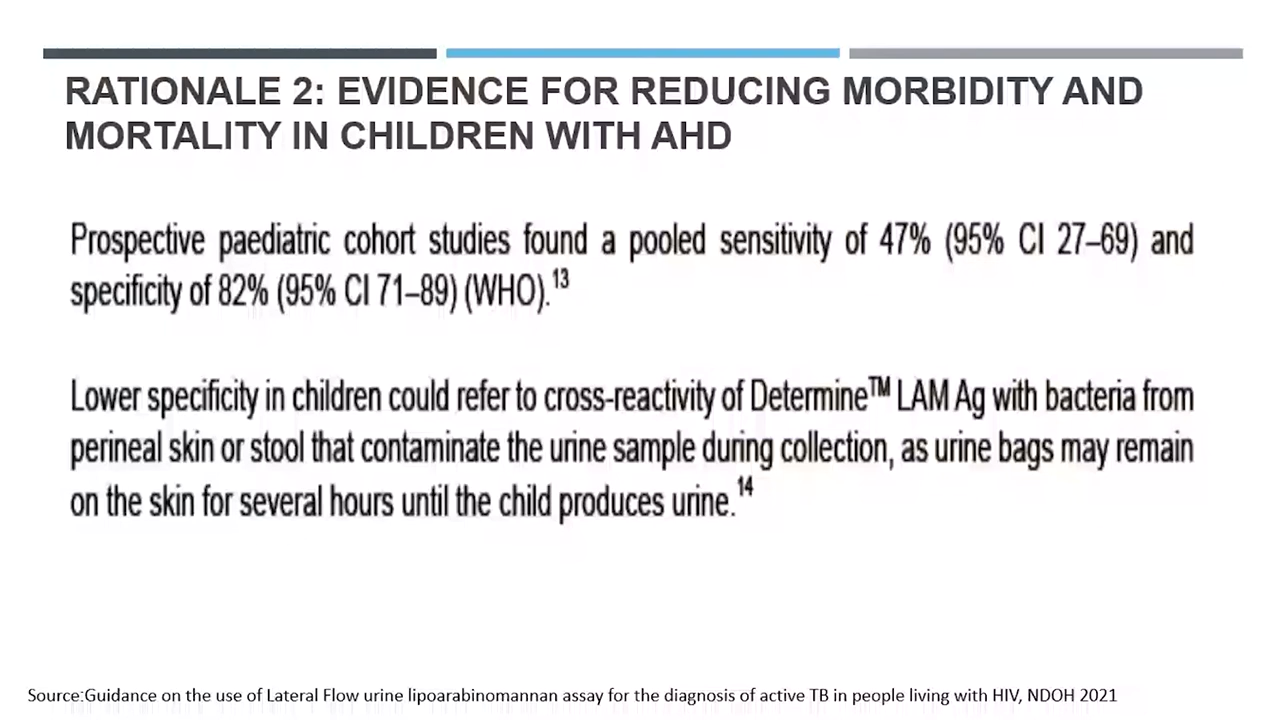 RATIONALE 2: EVIDENCE FOR REDUCING MORBIDITY AND
MORTALITY IN CHILDREN WITH AHD
Prospective paediatric cohort studies found a pooled sensitivity of 47% (95% CI 27–69) and
specificity of 82% (95% CI 71–89) (WHO).¹³
Lower specificity in children could refer to cross-reactivity of Determine™ LAM Ag with bacteria from
perineal skin or stool that contaminate the urine sample during collection, as urine bags may remain
on the skin for several hours until the child produces urine.¹⁴
Source:Guidance on the use of Lateral Flow urine lipoarabinomannan assay for the diagnosis of active TB in people living with HIV, NDOH 2021